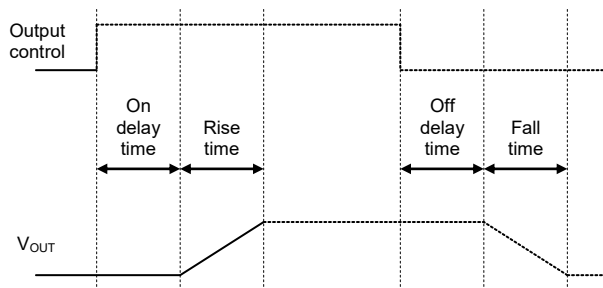 Output
control
On
delay
time
Rise
time
Off
delay
time
Fall
time
VOUT